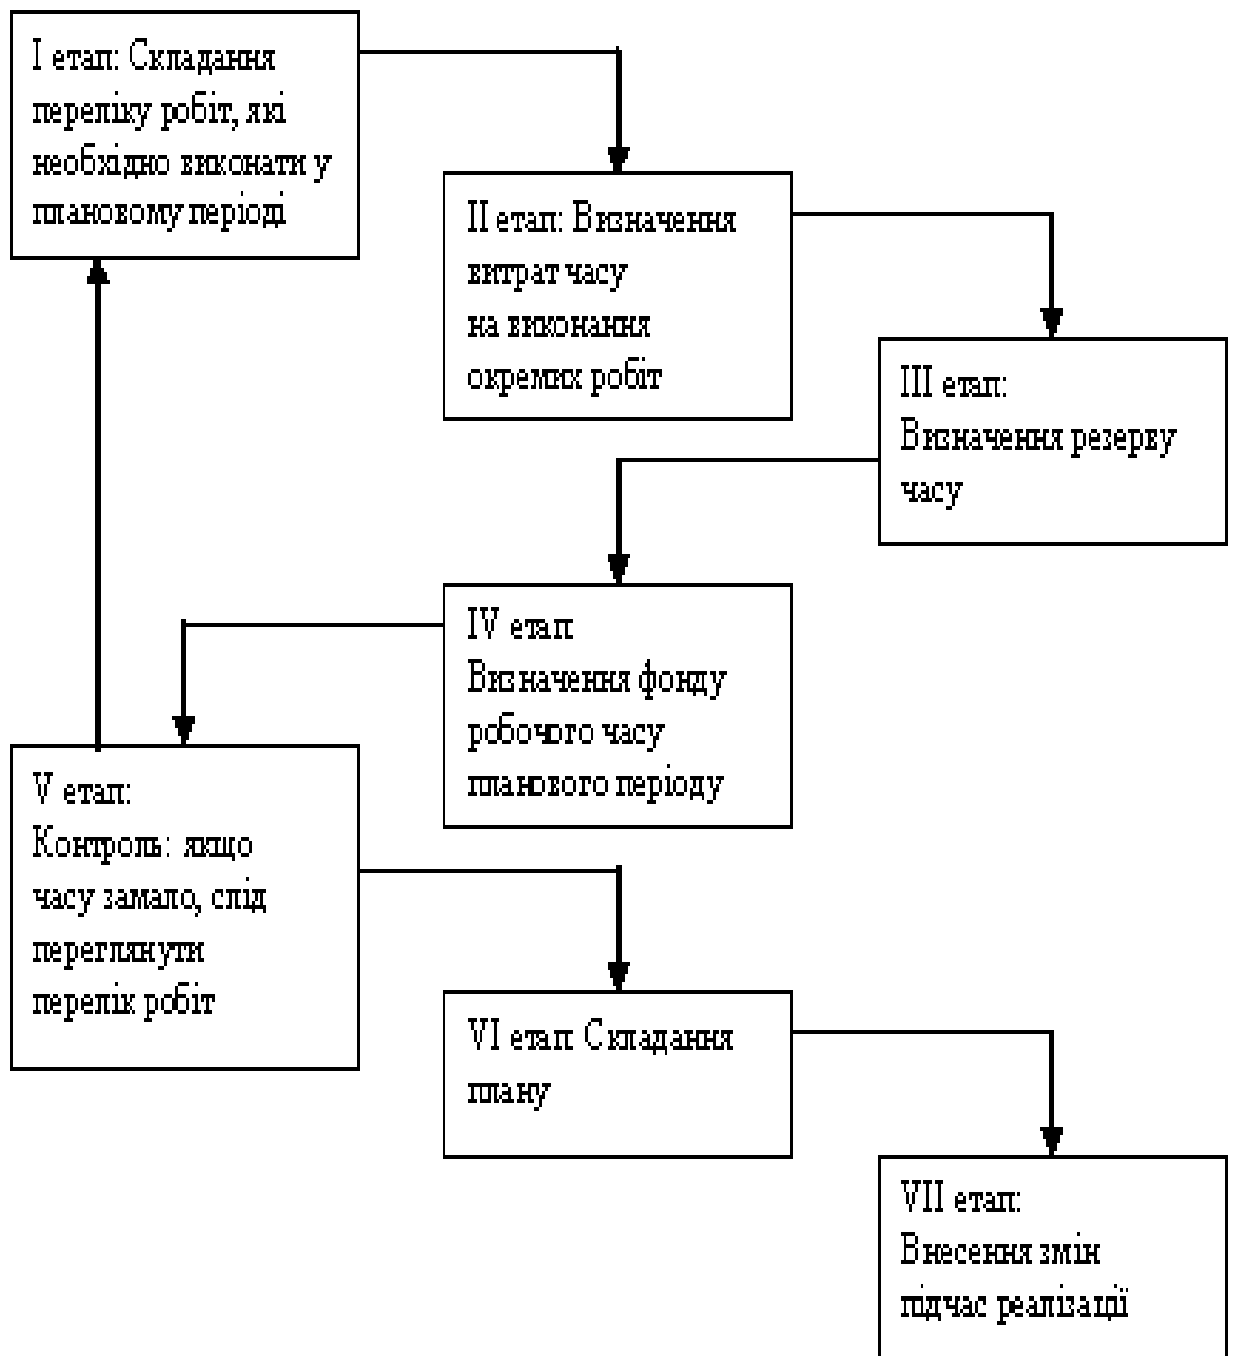 I етап: Складання
переліку робіт, які
необхідно виконати у
плановому періоді
II етап: Визначення
витрат часу
на виконання
окремих робіт
III етап:
Визначення резерву
часу
IV етап:
Визначення фонду
робочого часу
планового періоду
V етап:
Контроль: якщо
часу замало, слід
переглянути
перелік робіт
VI етап: Складання
плану
VII етап:
Внесення змін
підчас реалізації